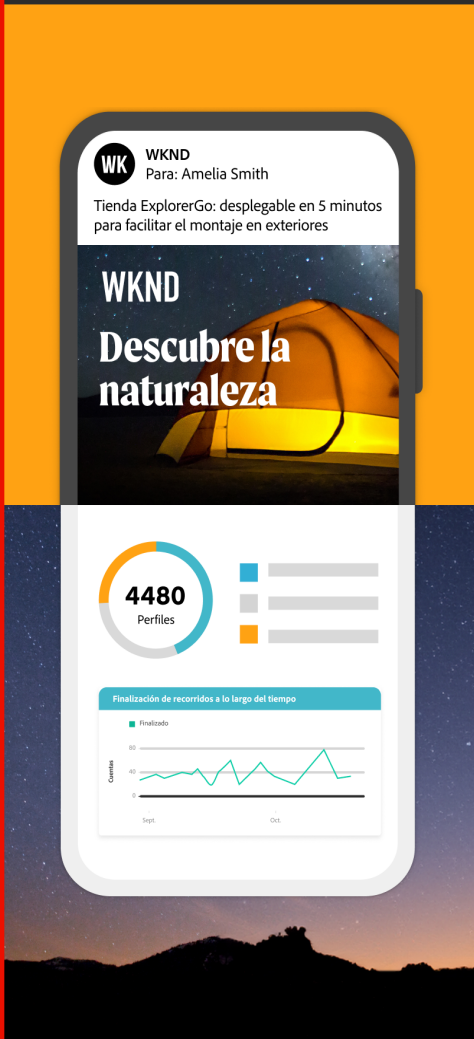 WK
WKND
Para: Amelia Smith
Tienda ExplorerGo: desplegable en 5 minutos
para facilitar el montaje en exteriores
WKND
Descubre la
naturaleza
4480
Perfiles
Finalización de recorridos a lo largo del tiempo
Finalizado
Cuentas
80
40
0
Sept.
Oct.